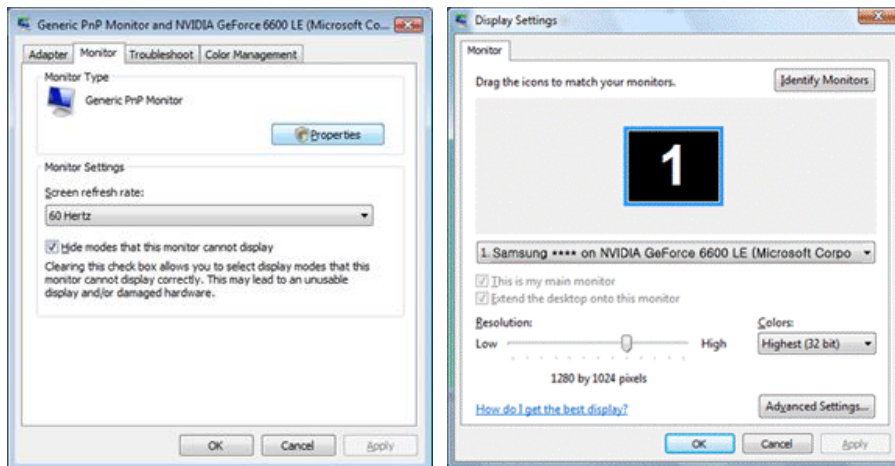 Generic PnP Monitor and NVIDIA GeForce 6600 LE (Microsoft Co...
Adapter Monitor Troubleshoot Color Management
Monitor Type
Generic PnP Monitor
Properties
Monitor Settings
Screen refresh rate:
60 Hertz
Hide modes that this monitor cannot display
Clearing this check box allows you to select display modes that this
monitor cannot display correctly. This may lead to an unusable
display and/or damaged hardware.
OK Cancel Apply
Display Settings
Monitor
Drag the icons to match your monitors.
Identify Monitors
1
1. Samsung **** on NVIDIA GeForce 6600 LE (Microsoft Corpo
This is my main monitor
Extend the desktop onto this monitor
Resolution:
Low High
1280 by 1024 pixels
Colors:
Highest (32 bit)
How do I get the best display?
Advanced Settings...
OK Cancel Apply